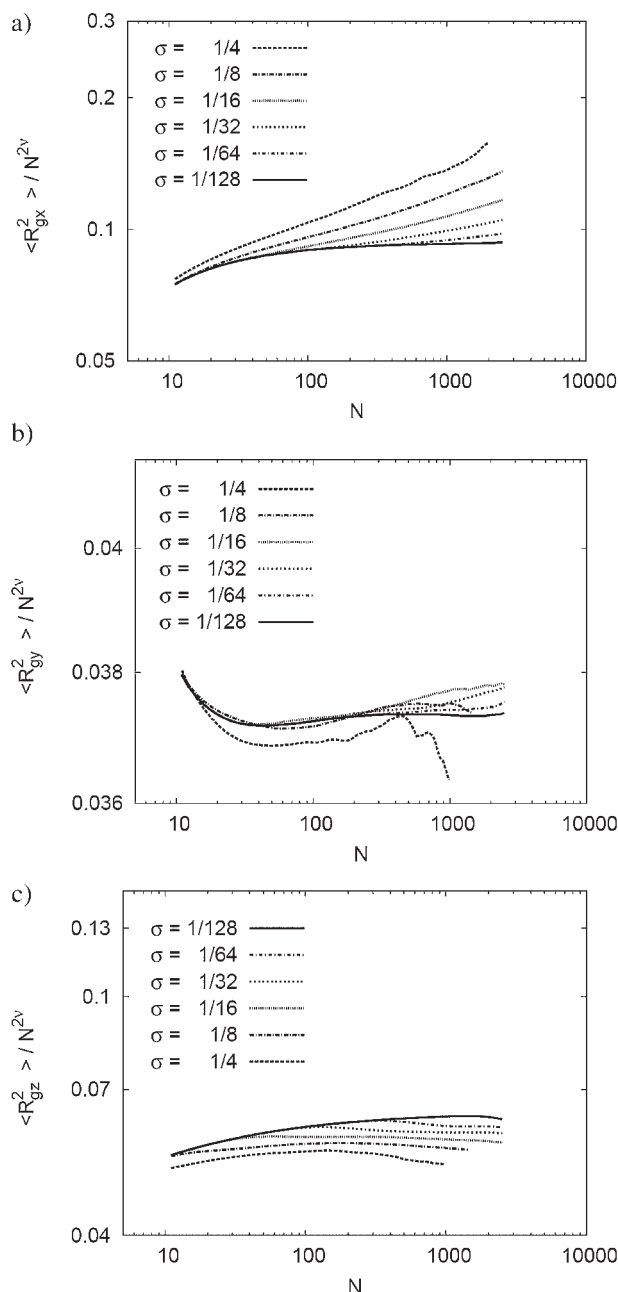 a)
<R²gx> / N²ν
0.3
0.2
0.1
0.05
σ = 1/4
σ = 1/8
σ = 1/16
σ = 1/32
σ = 1/64
σ = 1/128
10 100 1000 10000
N
b)
<R²gy> / N²ν
0.04
0.038
0.036
σ = 1/4
σ = 1/8
σ = 1/16
σ = 1/32
σ = 1/64
σ = 1/128
10 100 1000 10000
N
c)
<R²gz> / N²ν
0.13
0.1
0.07
0.04
σ = 1/128
σ = 1/64
σ = 1/32
σ = 1/16
σ = 1/8
σ = 1/4
10 100 1000 10000
N